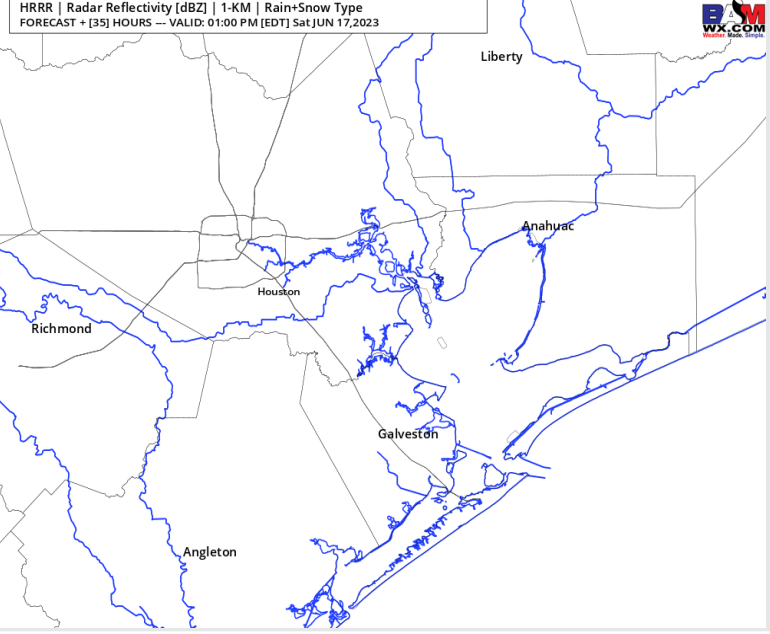 HRRR | Radar Reflectivity [dBZ] | 1-KM | Rain+Snow Type
FORECAST + [35] HOURS --- VALID: 01:00 PM [EDT] Sat JUN 17,2023
BAM
WX.COM
Weather. Made. Simple.
Liberty
Anahuac
Houston
Richmond
Galveston
Angleton